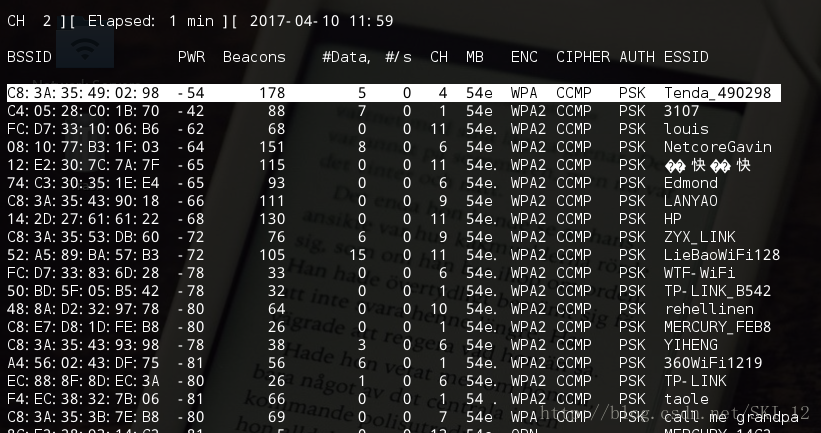 CH 2 ][ Elapsed: 1 min ][ 2017-04-10 11:59
BSSID PWR Beacons #Data, #/s CH MB ENC CIPHER AUTH ESSID
C8:3A:35:49:02:98 -54 178 5 0 4 54e WPA CCMP PSK Tenda_490298
C4:05:28:C0:1B:70 -42 88 7 0 1 54e WPA2 CCMP PSK 3107
FC:D7:33:10:06:B6 -62 68 0 0 11 54e. WPA2 CCMP PSK louis
08:10:77:B3:1F:03 -64 151 8 0 6 54e WPA2 CCMP PSK NetcoreGavin
12:E2:30:7C:7A:7F -65 115 0 0 11 54e. WPA2 CCMP PSK ��快��快
74:C3:30:35:1E:E4 -65 93 0 0 6 54e. WPA2 CCMP PSK Edmond
C8:3A:35:43:90:18 -66 111 0 0 9 54e WPA2 CCMP PSK LANYAO
14:2D:27:61:61:22 -68 130 0 0 11 54e. WPA2 CCMP PSK HP
C8:3A:35:53:DB:60 -72 76 6 0 9 54e WPA2 CCMP PSK ZYX_LINK
52:A5:89:BA:57:B3 -72 105 15 0 11 54e. WPA2 CCMP PSK LieBaoWiFi128
FC:D7:33:83:6D:28 -78 33 0 0 6 54e. WPA2 CCMP PSK WTF-WiFi
50:BD:5F:05:B5:42 -78 32 0 0 1 54e. WPA2 CCMP PSK TP-LINK_B542
48:8A:D2:32:97:78 -80 64 0 0 10 54e. WPA2 CCMP PSK rehellinen
C8:E7:D8:1D:FE:B8 -80 26 0 0 1 54e. WPA2 CCMP PSK MERCURY_FEB8
C8:3A:35:43:93:98 -78 38 3 0 6 54e WPA2 CCMP PSK YIHENG
A4:56:02:43:DF:75 -81 56 6 0 1 54e. WPA2 CCMP PSK 360WiFi1219
EC:88:8F:8D:EC:3A -80 26 1 0 6 54e. WPA2 CCMP PSK TP-LINK
F4:EC:38:32:7B:06 -81 66 0 0 1 54 . WPA2 CCMP PSK taole
C8:3A:35:3B:7E:B8 -80 69 0 0 7 54e WPA2 CCMP PSK call me grandpa
http://blog.csdn.net/SKI_12